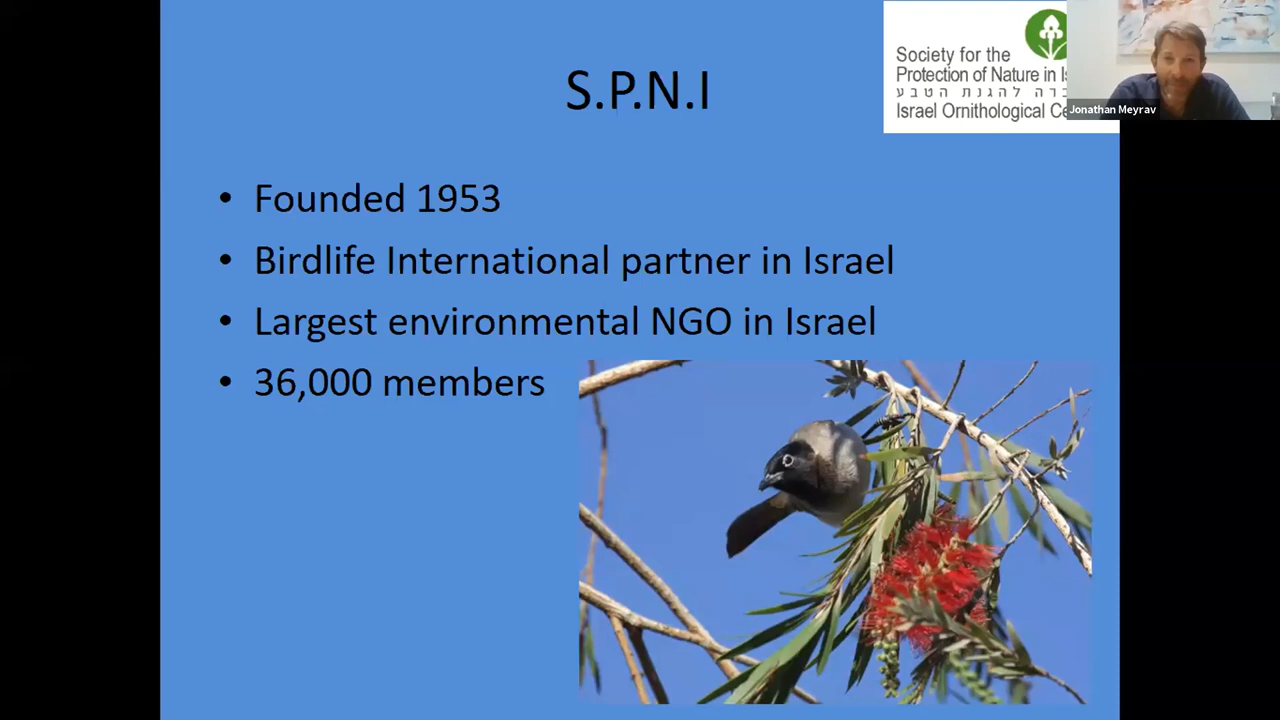 S.P.N.I
Society for the
Protection of Nature in
להגנת הטבע
Israel Ornithological
Jonathan Meyrav
• Founded 1953
• Birdlife International partner in Israel
• Largest environmental NGO in Israel
• 36,000 members